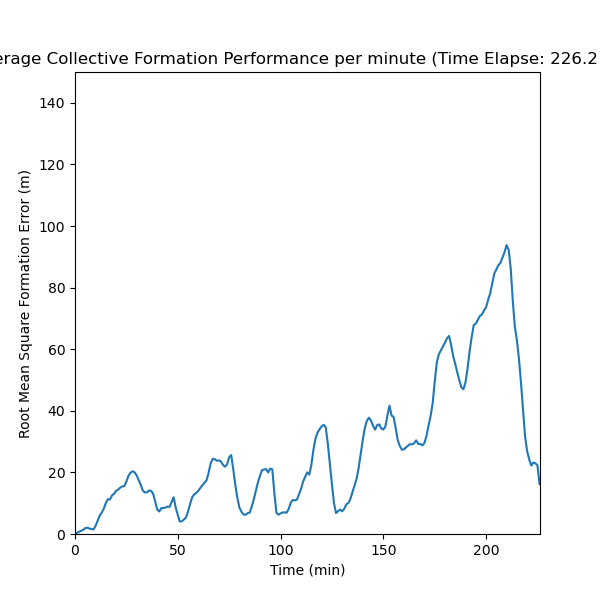 erage Collective Formation Performance per minute (Time Elapse: 226.2
140
120
100
80
60
40
20
0
Root Mean Square Formation Error (m)
0 50 100 150 200
Time (min)